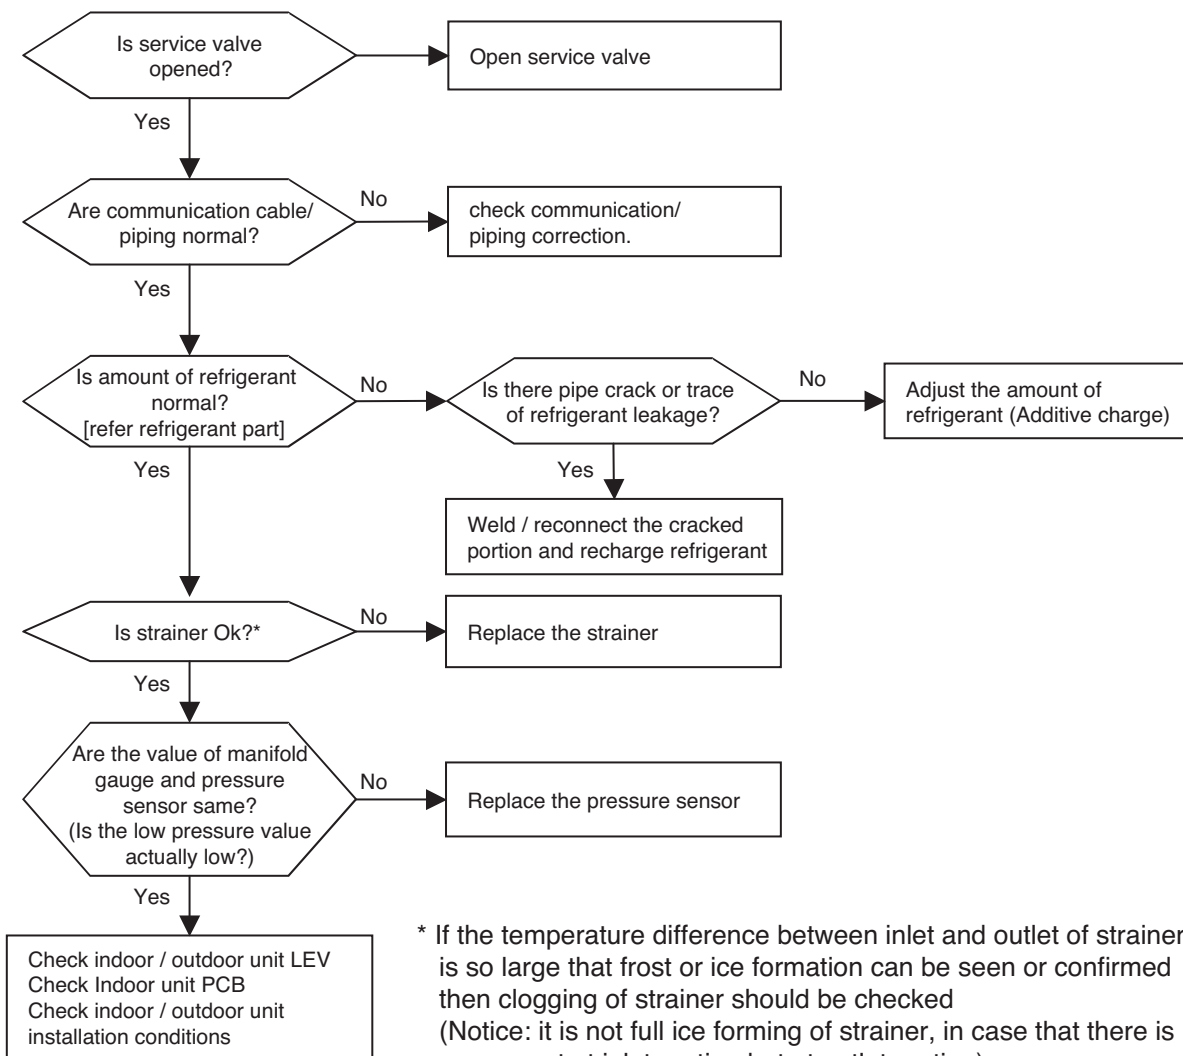 Is service valve
opened?
Open service valve
Yes
Are communication cable/
piping normal?
No
check communication/
piping correction.
Yes
Is amount of refrigerant
normal?
[refer refrigerant part]
No
Is there pipe crack or trace
of refrigerant leakage?
No
Adjust the amount of
refrigerant (Additive charge)
Yes
Yes
Weld / reconnect the cracked
portion and recharge refrigerant
Is strainer Ok?*
No
Replace the strainer
Yes
Are the value of manifold
gauge and pressure
sensor same?
(Is the low pressure value
actually low?)
No
Replace the pressure sensor
Yes
Check indoor / outdoor unit LEV
Check Indoor unit PCB
Check indoor / outdoor unit
installation conditions
* If the temperature difference between inlet and outlet of strainer
is so large that frost or ice formation can be seen or confirmed
then clogging of strainer should be checked
(Notice: it is not full ice forming of strainer, in case that there is